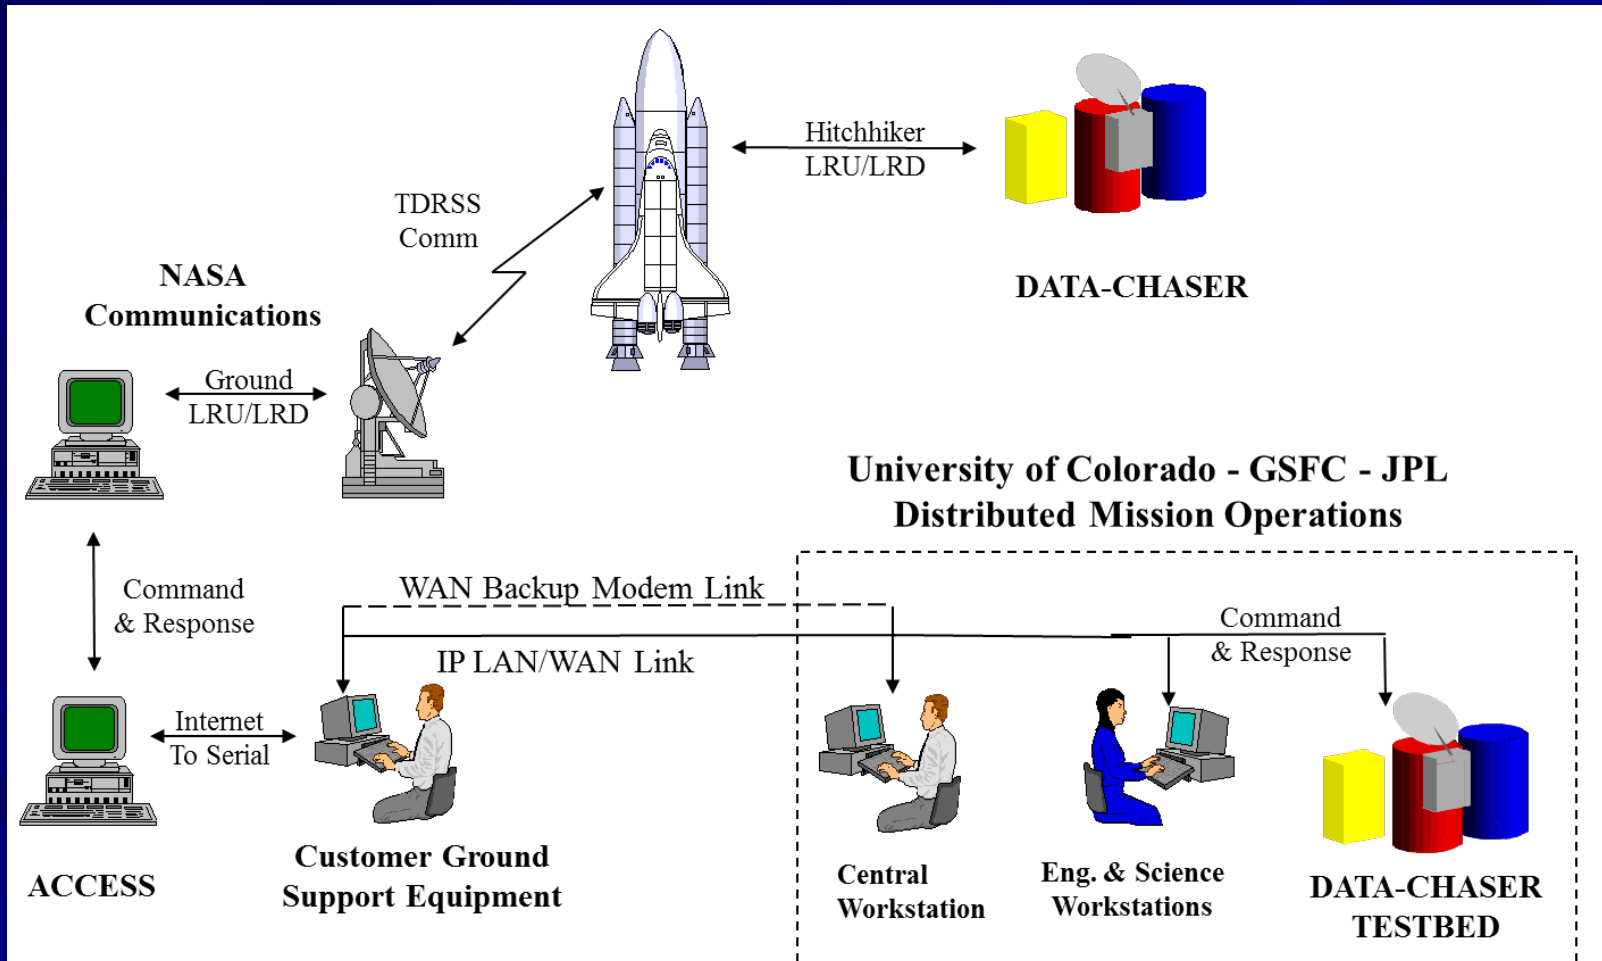 Hitchhiker
LRU/LRD
DATA-CHASER
TDRSS
Comm
NASA
Communications
Ground
LRU/LRD
University of Colorado - GSFC - JPL
Distributed Mission Operations
Command
& Response
WAN Backup Modem Link
IP LAN/WAN Link
Command
& Response
Internet
To Serial
ACCESS
Customer Ground
Support Equipment
Central
Workstation
Eng. & Science
Workstations
DATA-CHASER
TESTBED